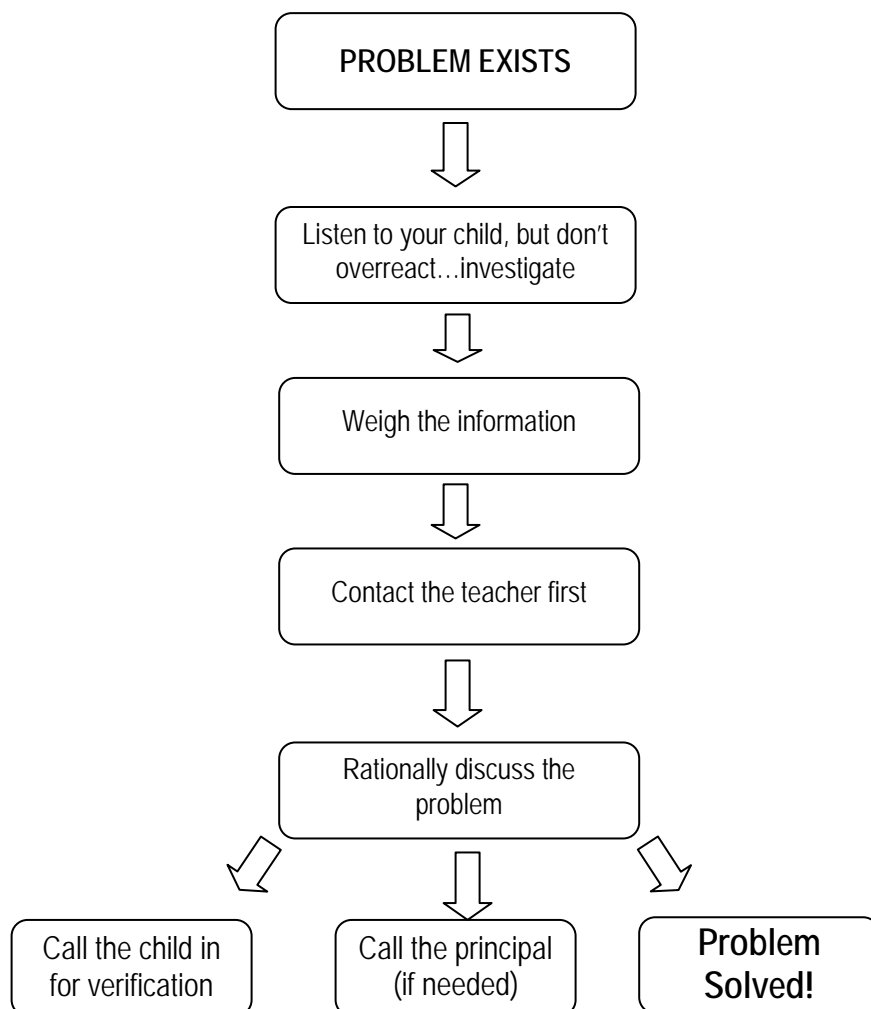 PROBLEM EXISTS
Listen to your child, but don't
overreact…investigate
Weigh the information
Contact the teacher first
Rationally discuss the
problem
Call the child in
for verification
Call the principal
(if needed)
Problem
Solved!